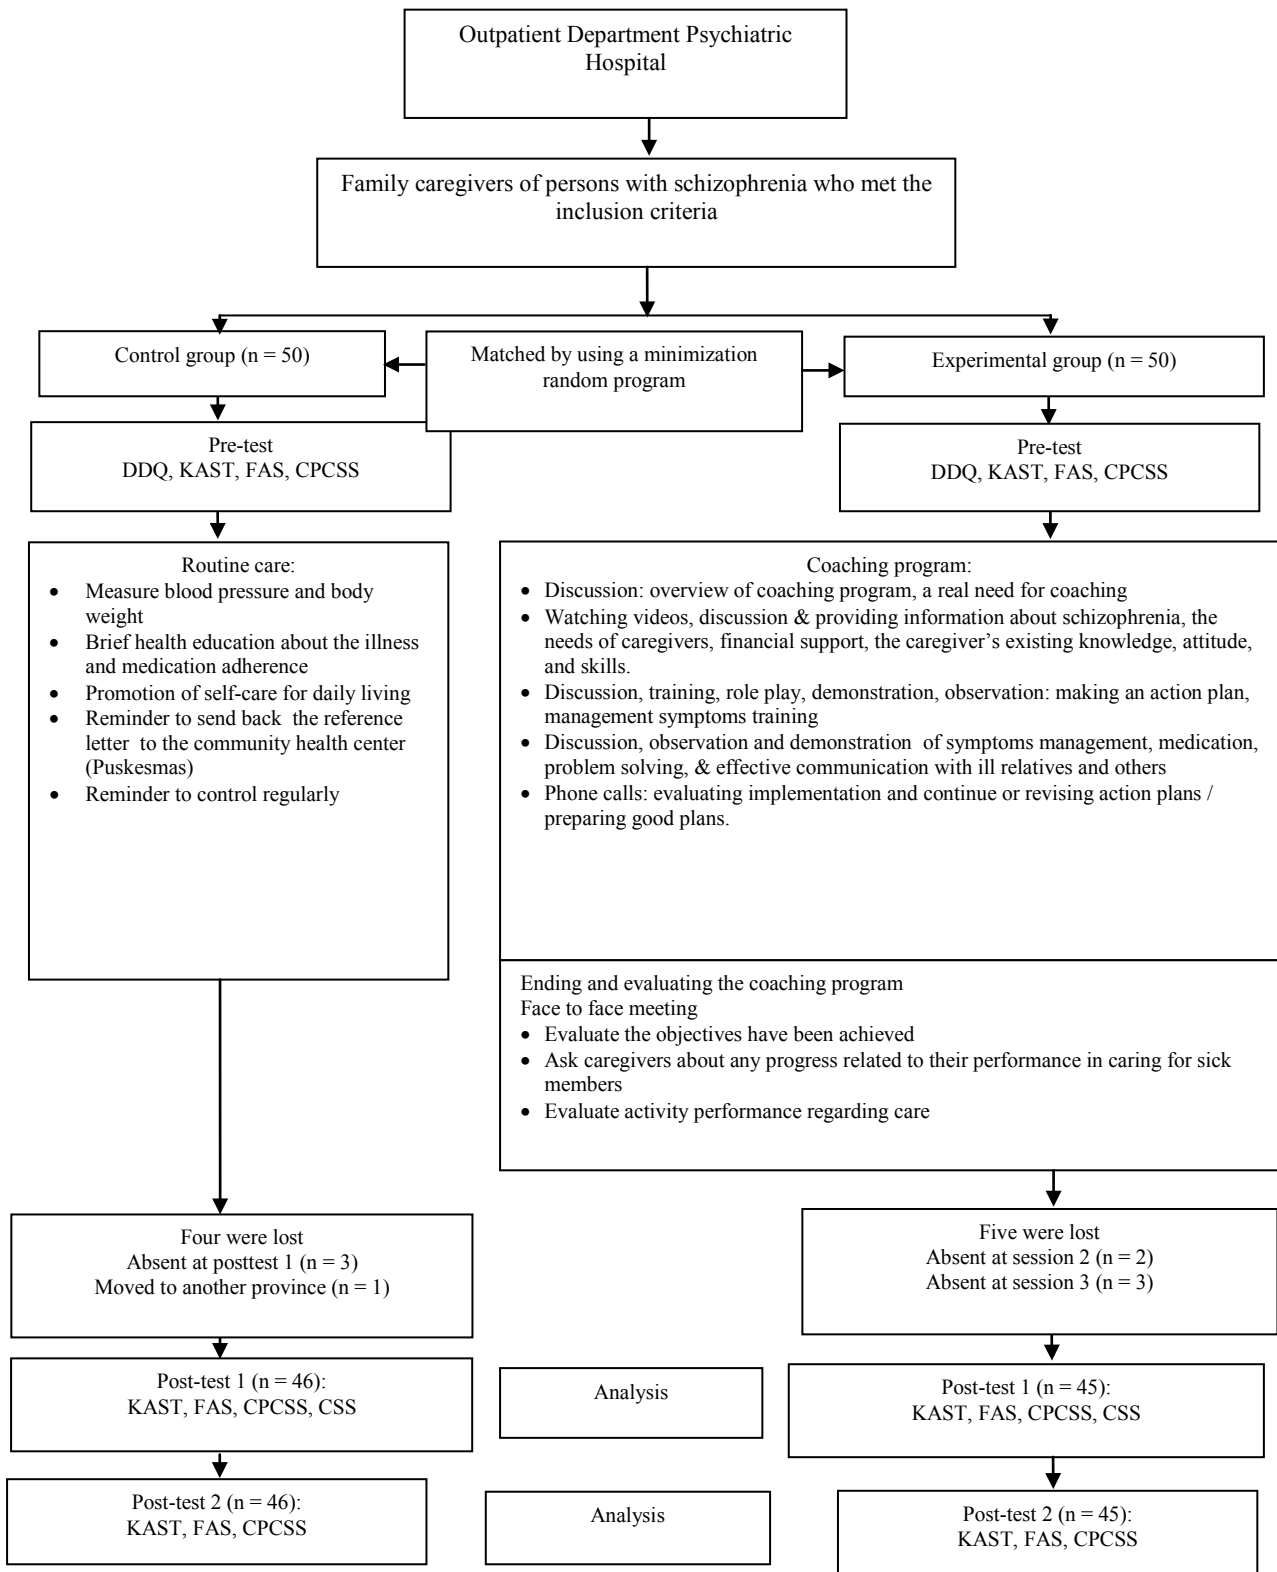 Outpatient Department Psychiatric
Hospital
Family caregivers of persons with schizophrenia who met the
inclusion criteria
Control group (n = 50)
Matched by using a minimization
random program
Experimental group (n = 50)
Pre-test
DDQ, KAST, FAS, CPCSS
Pre-test
DDQ, KAST, FAS, CPCSS
Routine care:
• Measure blood pressure and body
weight
• Brief health education about the illness
and medication adherence
• Promotion of self-care for daily living
• Reminder to send back the reference
letter to the community health center
(Puskesmas)
• Reminder to control regularly
Coaching program:
• Discussion: overview of coaching program, a real need for coaching
• Watching videos, discussion & providing information about schizophrenia, the
needs of caregivers, financial support, the caregiver's existing knowledge, attitude,
and skills.
• Discussion, training, role play, demonstration, observation: making an action plan,
management symptoms training
• Discussion, observation and demonstration of symptoms management, medication,
problem solving, & effective communication with ill relatives and others
• Phone calls: evaluating implementation and continue or revising action plans /
preparing good plans.
Ending and evaluating the coaching program
Face to face meeting
• Evaluate the objectives have been achieved
• Ask caregivers about any progress related to their performance in caring for sick
members
• Evaluate activity performance regarding care
Four were lost
Absent at posttest 1 (n = 3)
Moved to another province (n = 1)
Five were lost
Absent at session 2 (n = 2)
Absent at session 3 (n = 3)
Post-test 1 (n = 46):
KAST, FAS, CPCSS, CSS
Analysis
Post-test 1 (n = 45):
KAST, FAS, CPCSS, CSS
Post-test 2 (n = 46):
KAST, FAS, CPCSS
Analysis
Post-test 2 (n = 45):
KAST, FAS, CPCSS